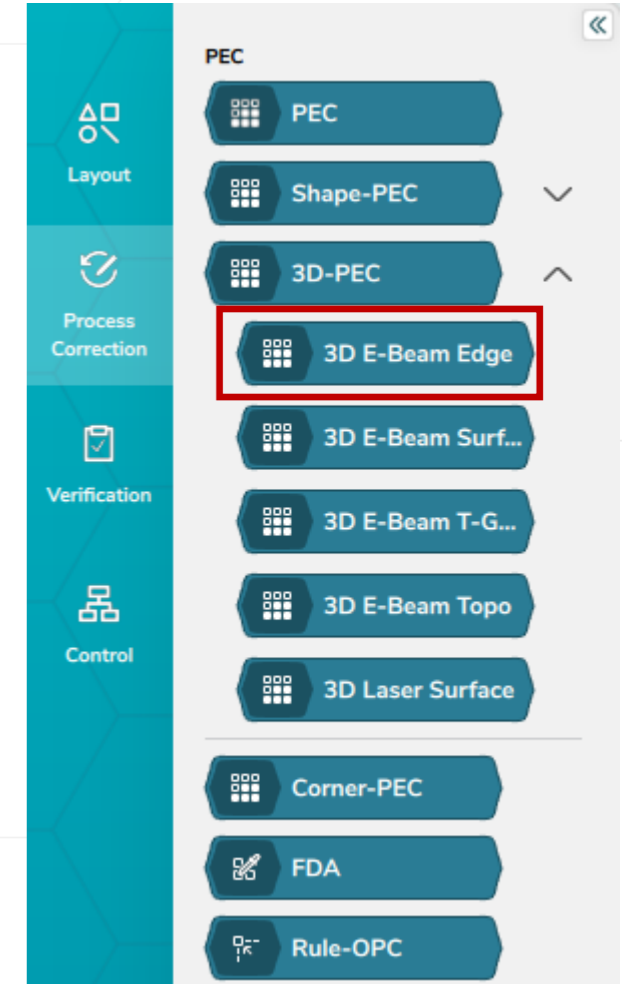 PEC
PEC
Shape-PEC
3D-PEC
3D E-Beam Edge
3D E-Beam Surf...
3D E-Beam T-G...
3D E-Beam Topo
3D Laser Surface
Corner-PEC
FDA
Rule-OPC
Layout
Process
Correction
Verification
Control